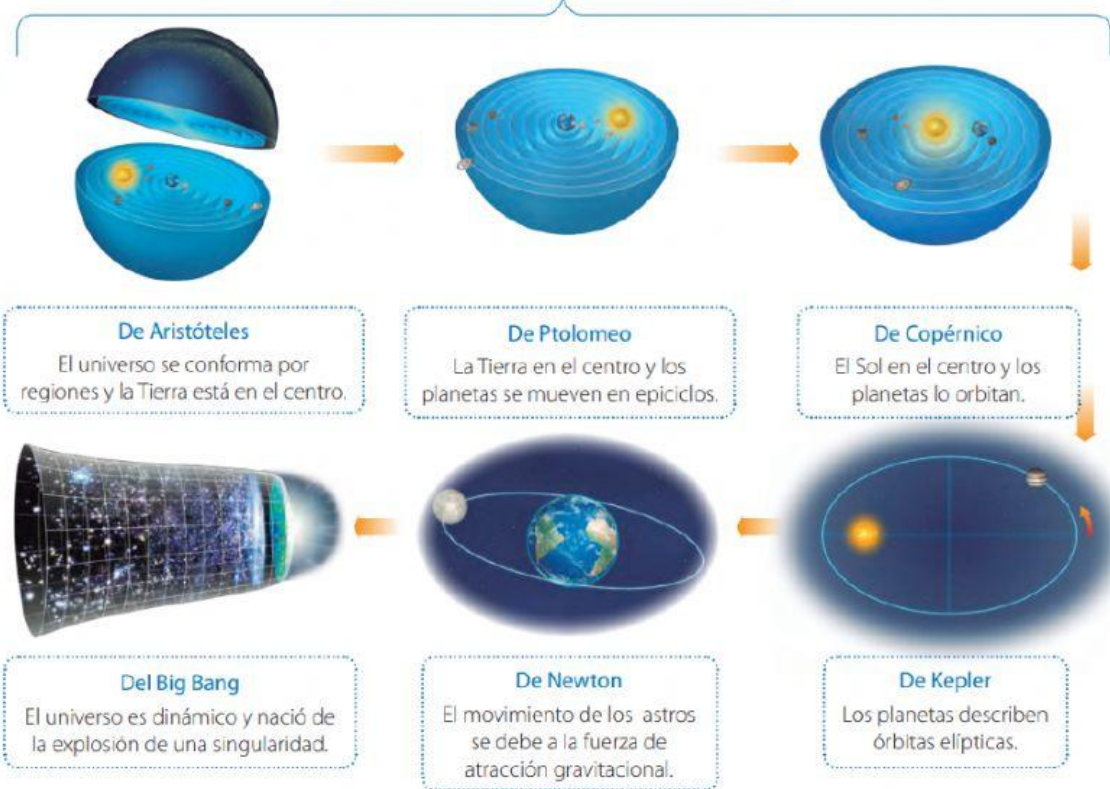 De Aristóteles
El universo se conforma por
regiones y la Tierra está en el centro.
De Ptolomeo
La Tierra en el centro y los
planetas se mueven en epiciclos.
De Copérnico
El Sol en el centro y los
planetas lo orbitan.
De Kepler
Los planetas describen
órbitas elípticas.
De Newton
El movimiento de los astros
se debe a la fuerza de
atracción gravitacional.
Del Big Bang
El universo es dinámico y nació de
la explosión de una singularidad.